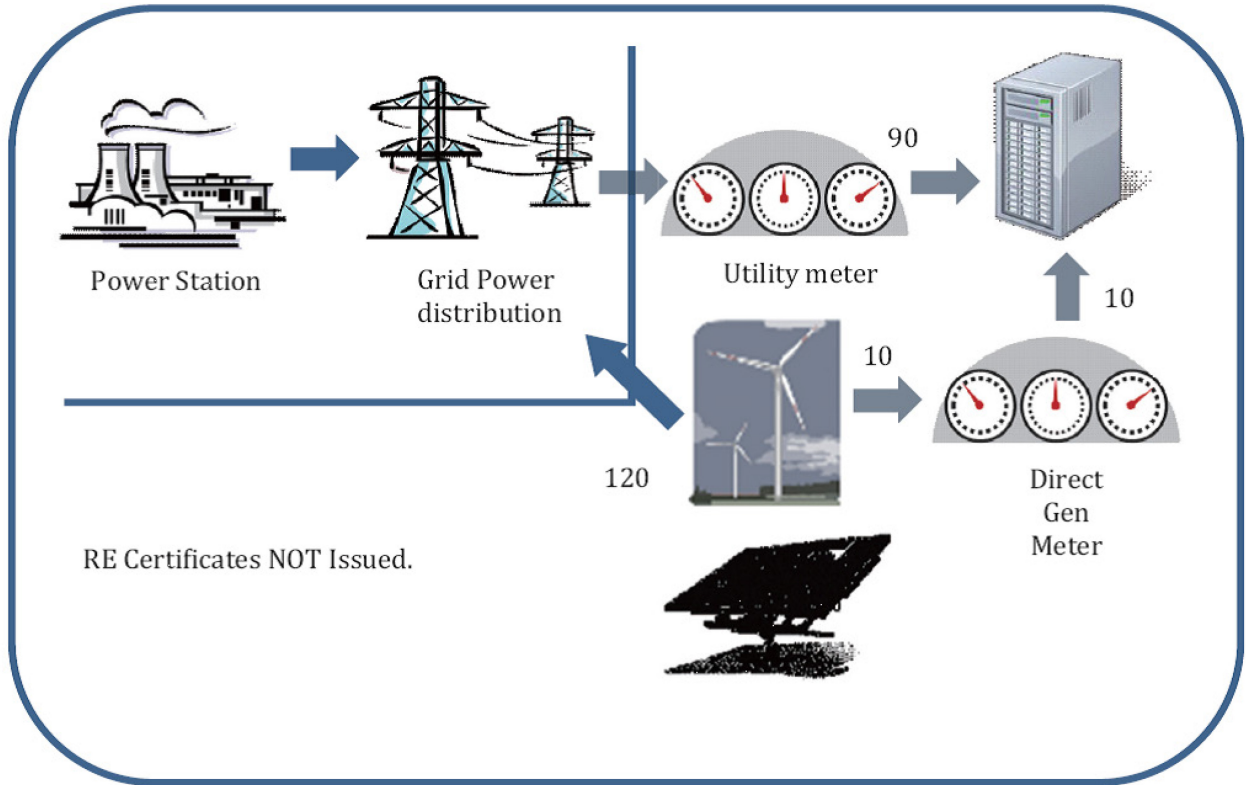 90
Power Station
Grid Power
distribution
Utility meter
10
10
120
Direct
Gen
Meter
RE Certificates NOT Issued.